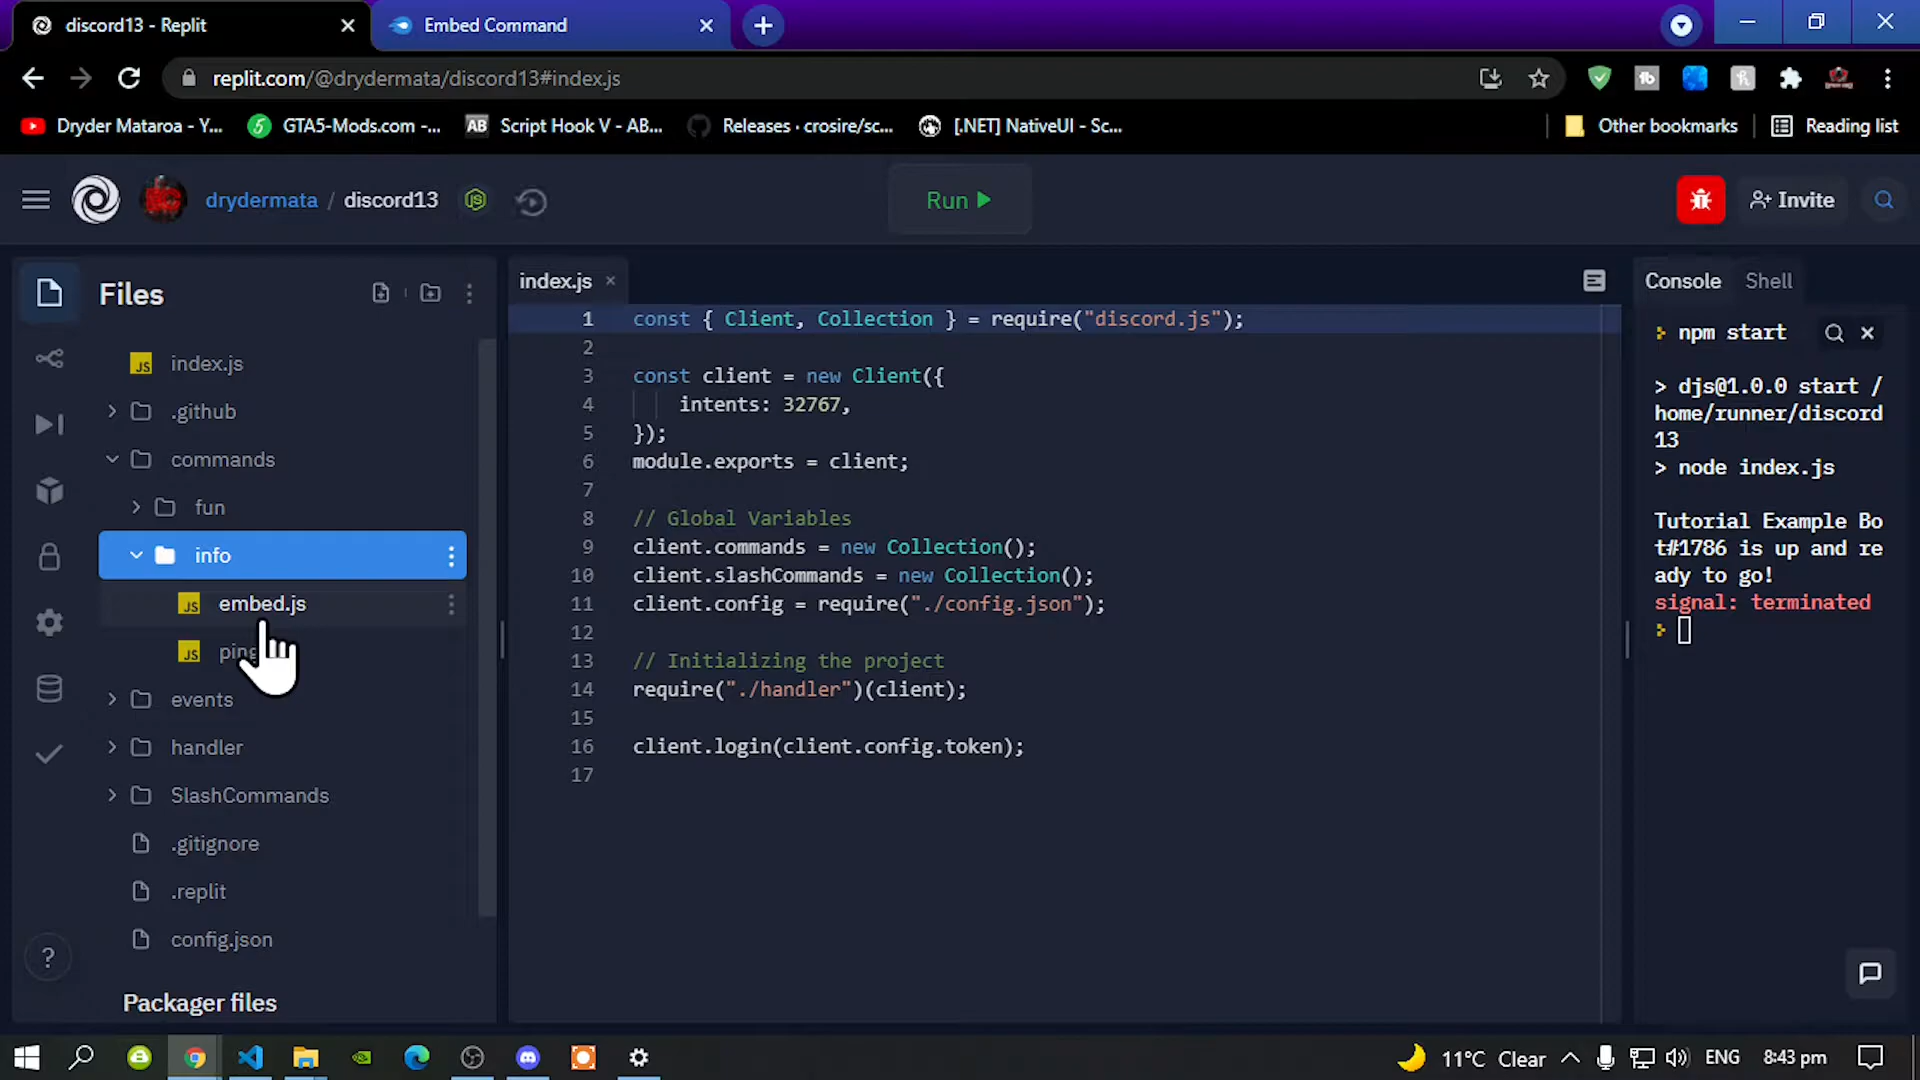 discord13 - Replit
Embed Command
replit.com/@drydermata/discord13#index.js
Dryder Mataroa - Y...
GTA5-Mods.com -...
AB
Script Hook V - AB...
Releases · crosire/sc...
[.NET] NativeUI - Sc...
Other bookmarks
Reading list
drydermata / discord13
Run
Invite
Files
index.js
.github
commands
fun
info
JS embed.js
JS ping
events
handler
SlashCommands
.gitignore
.replit
config.json
Packager files
index.js
1 const { Client, Collection } = require("discord.js");
2
3 const client = new Client({
4 intents: 32767,
5 });
6 module.exports = client;
7
8 // Global Variables
9 client.commands = new Collection();
10 client.slashCommands = new Collection();
11 client.config = require("./config.json");
12
13 // Initializing the project
14 require("./handler")(client);
15
16 client.login(client.config.token);
17
Console Shell
npm start
> djs@1.0.0 start /
home/runner/discord
13
> node index.js
Tutorial Example Bo
t#1786 is up and re
ady to go!
signal: terminated
11°C Clear
ENG
8:43 pm